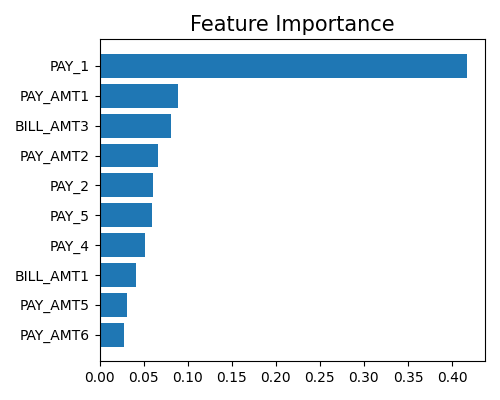 Feature Importance
PAY_1
PAY_AMT1
BILL_AMT3
PAY_AMT2
PAY_2
PAY_5
PAY_4
BILL_AMT1
PAY_AMT5
PAY_AMT6
0.00 0.05 0.10 0.15 0.20 0.25 0.30 0.35 0.40